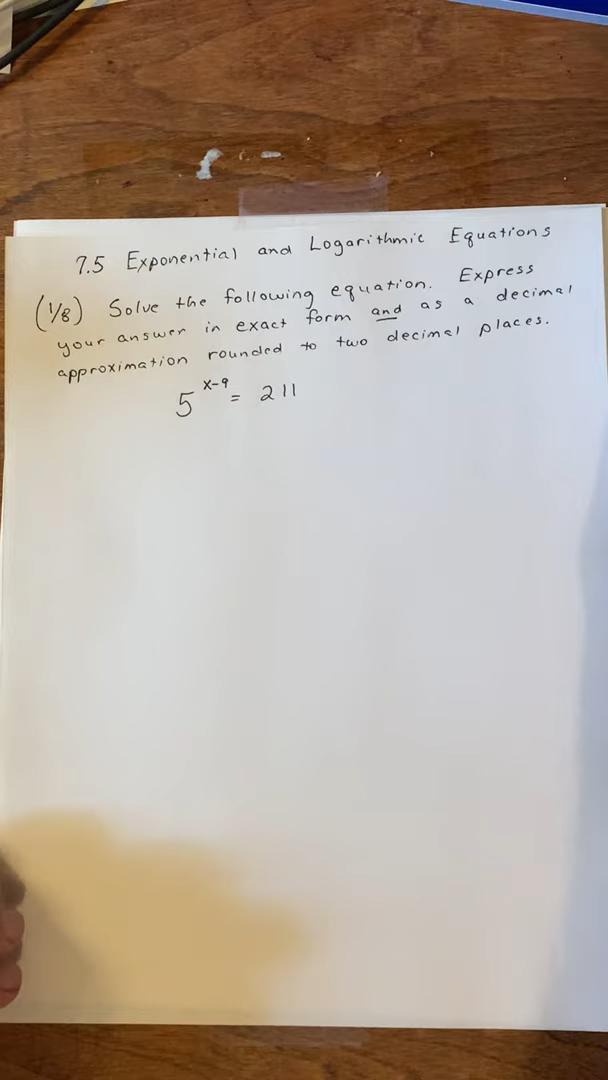 7.5 Exponential and Logarithmic Equations
(1/8) Solve the following equation. Express
your answer in exact form and as a decimal
approximation rounded to two decimal places.
5^{x-9} = 211